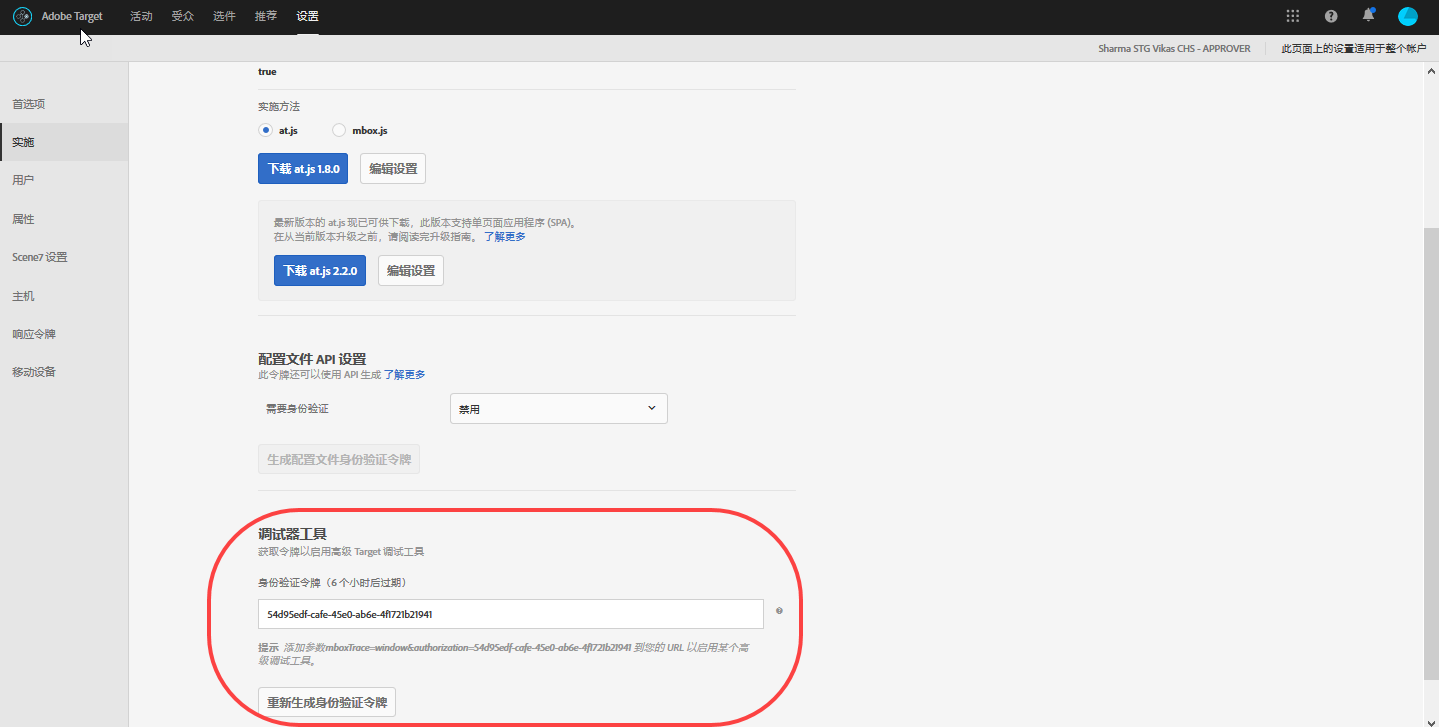 Adobe Target 活动 受众 选件 推荐 设置
Sharma STG Vikas CHS - APPROVER 此页面上的设置适用于整个帐户
首选项
实施
用户
属性
Scene7 设置
主机
响应令牌
移动设备
true
实施方法
at.js mbox.js
下载 at.js 1.8.0 编辑设置
最新版本的 at.js 现已可供下载，此版本支持单页面应用程序 (SPA)。
在从当前版本升级之前，请阅读完升级指南。 了解更多
下载 at.js 2.2.0 编辑设置
配置文件 API 设置
此令牌还可以使用 API 生成 了解更多
需要身份验证 禁用
生成配置文件身份验证令牌
调试器工具
获取令牌以启用高级 Target 调试工具
身份验证令牌（6 个小时后过期）
54d95edf-cafe-45e0-ab6e-4f1721b21941
提示 添加参数mboxTrace=window&authorization=54d95edf-cafe-45e0-ab6e-4f1721b21941 到您的 URL 以启用某个高
级调试工具。
重新生成身份验证令牌